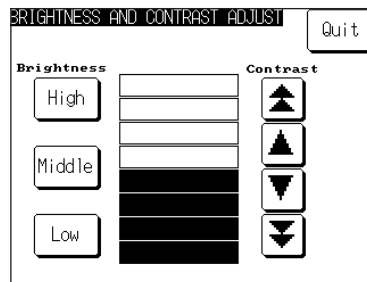 BRIGHTNESS AND CONTRAST ADJUST
Quit
Brightness
Contrast
High
Middle
Low